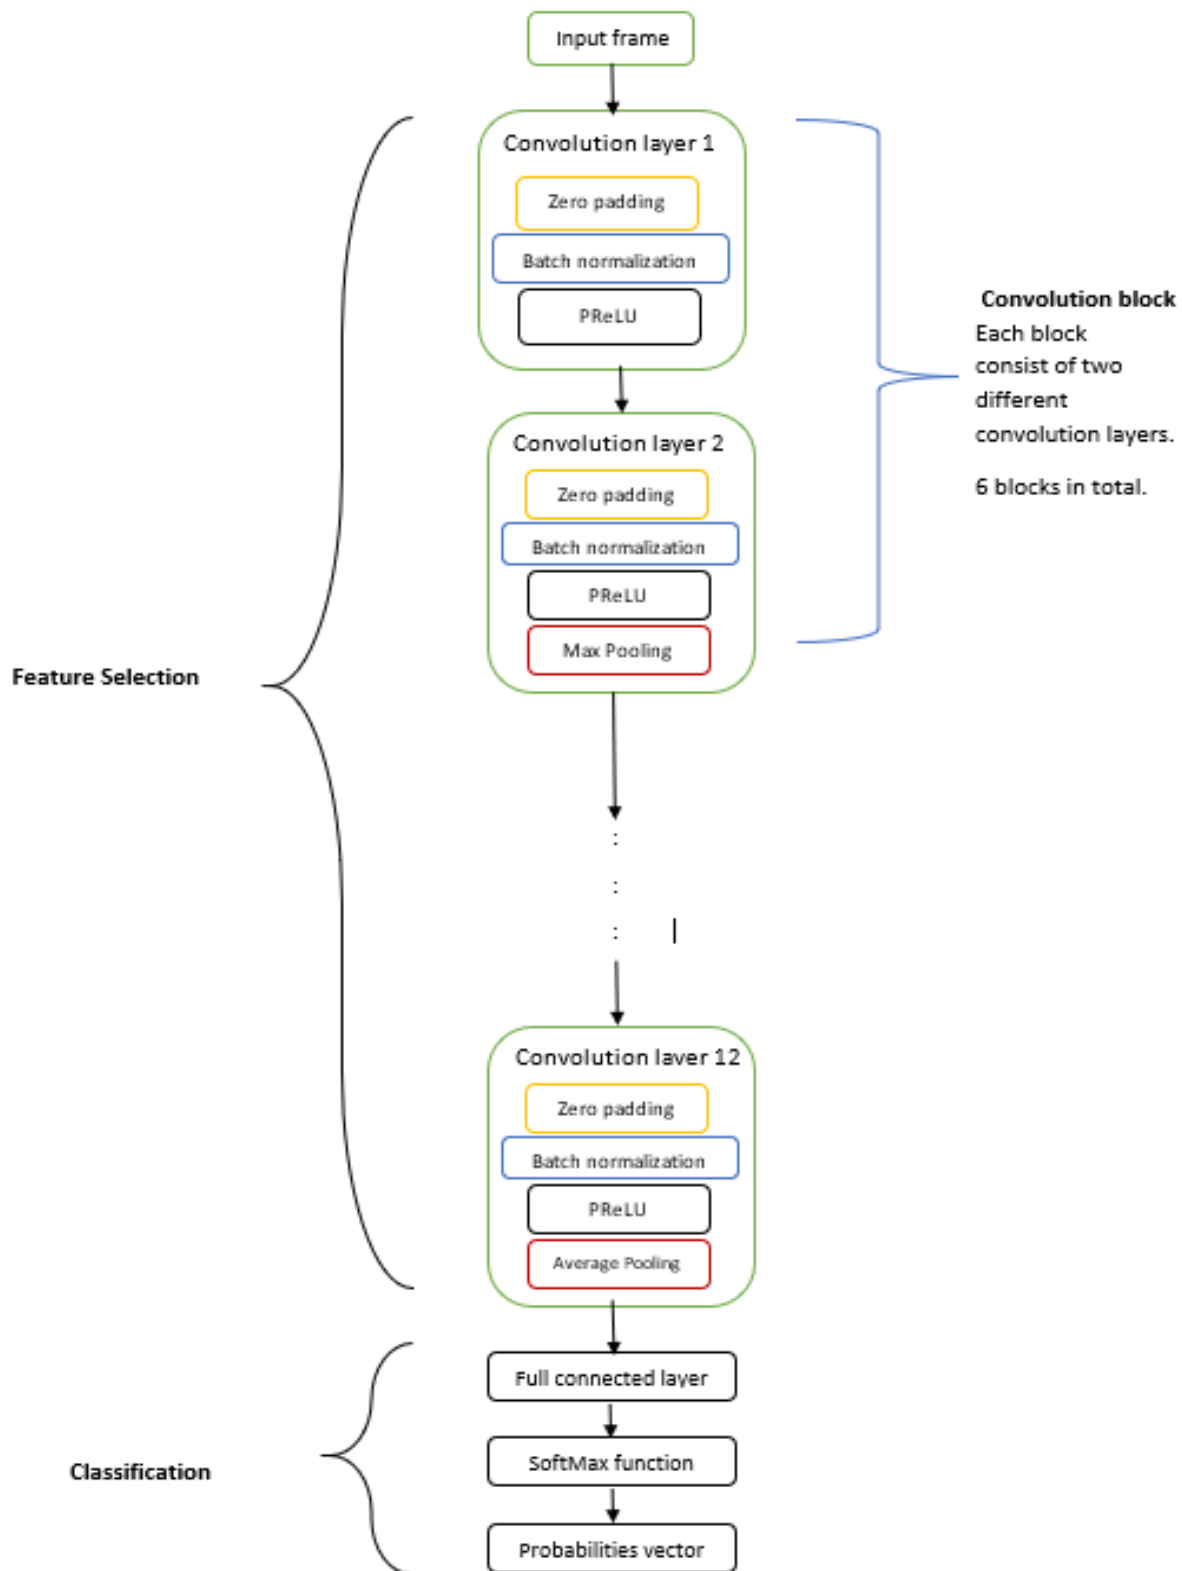 Input frame
Convolution layer 1
Zero padding
Batch normalization
PReLU
Convolution block
Each block
consist of two
different
convolution layers.
6 blocks in total.
Convolution layer 2
Zero padding
Batch normalization
PReLU
Max Pooling
Feature Selection
:
:
:
Convolution layer 12
Zero padding
Batch normalization
PReLU
Average Pooling
Full connected layer
SoftMax function
Classification
Probabilities vector